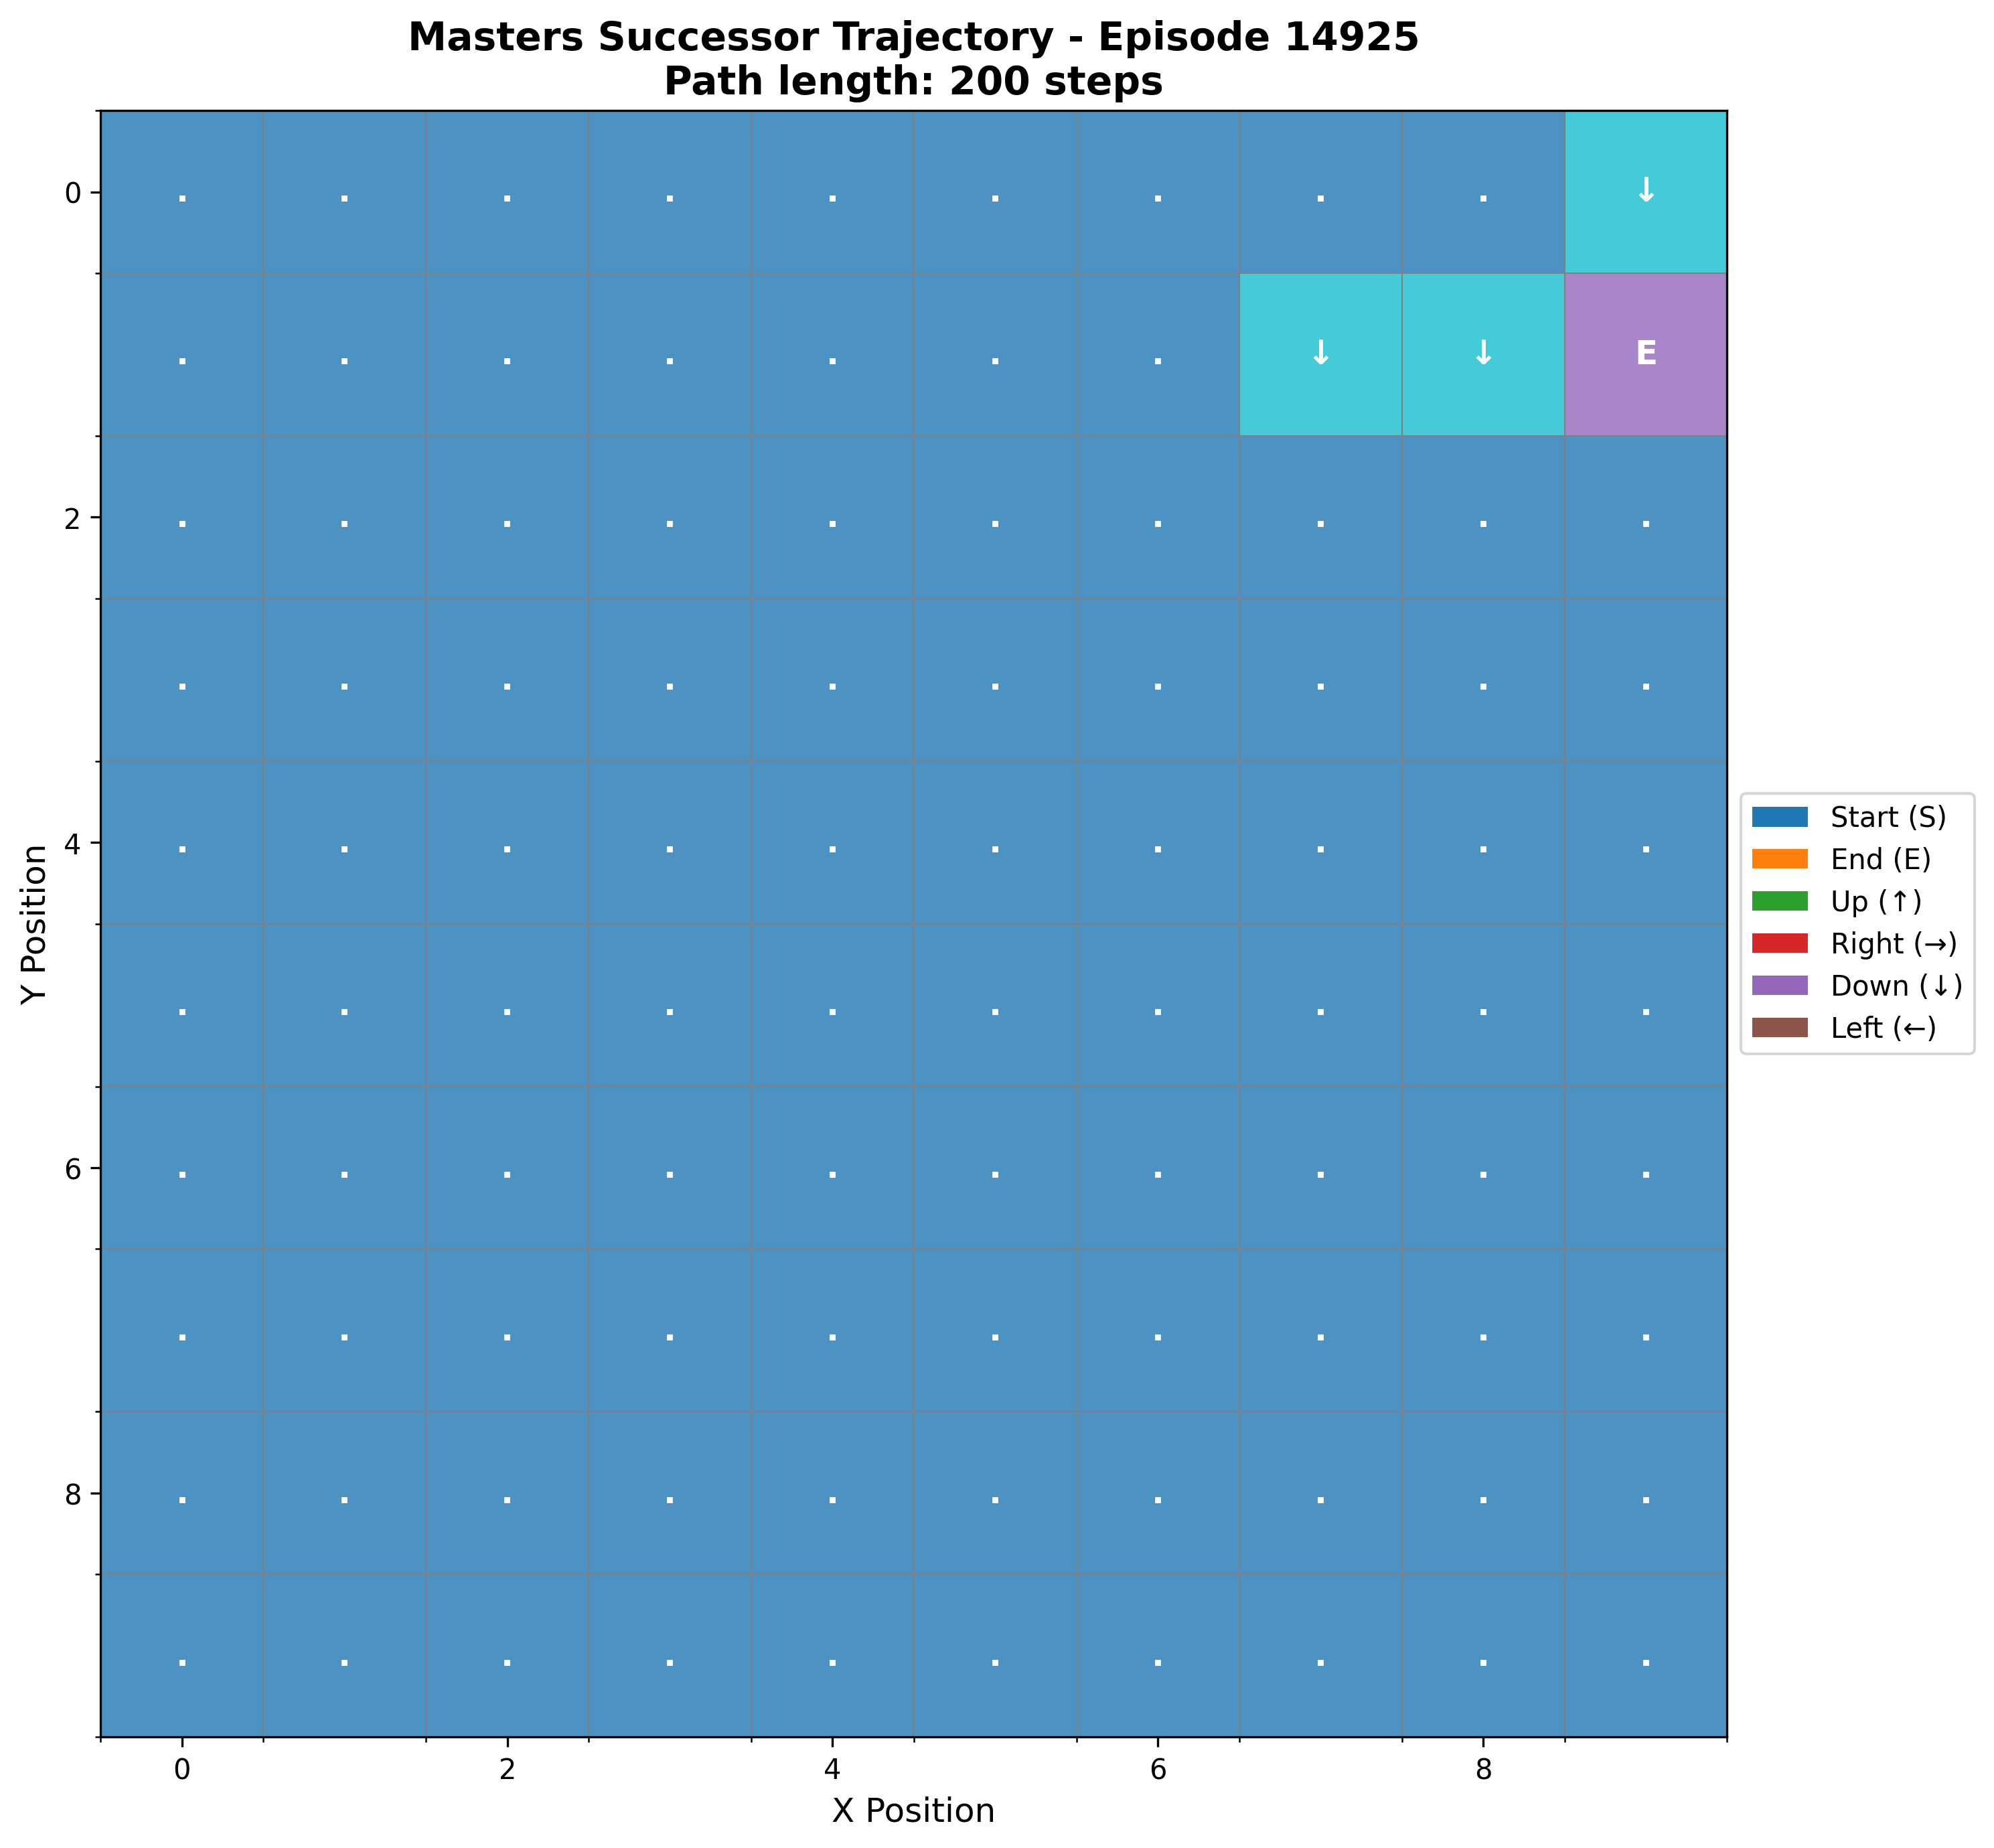 Masters Successor Trajectory - Episode 14925
Path length: 200 steps
0
↓
↓ ↓ E
2
4
6
8
Y Position
0 2 4 6 8
X Position
Start (S)
End (E)
Up (↑)
Right (→)
Down (↓)
Left (←)